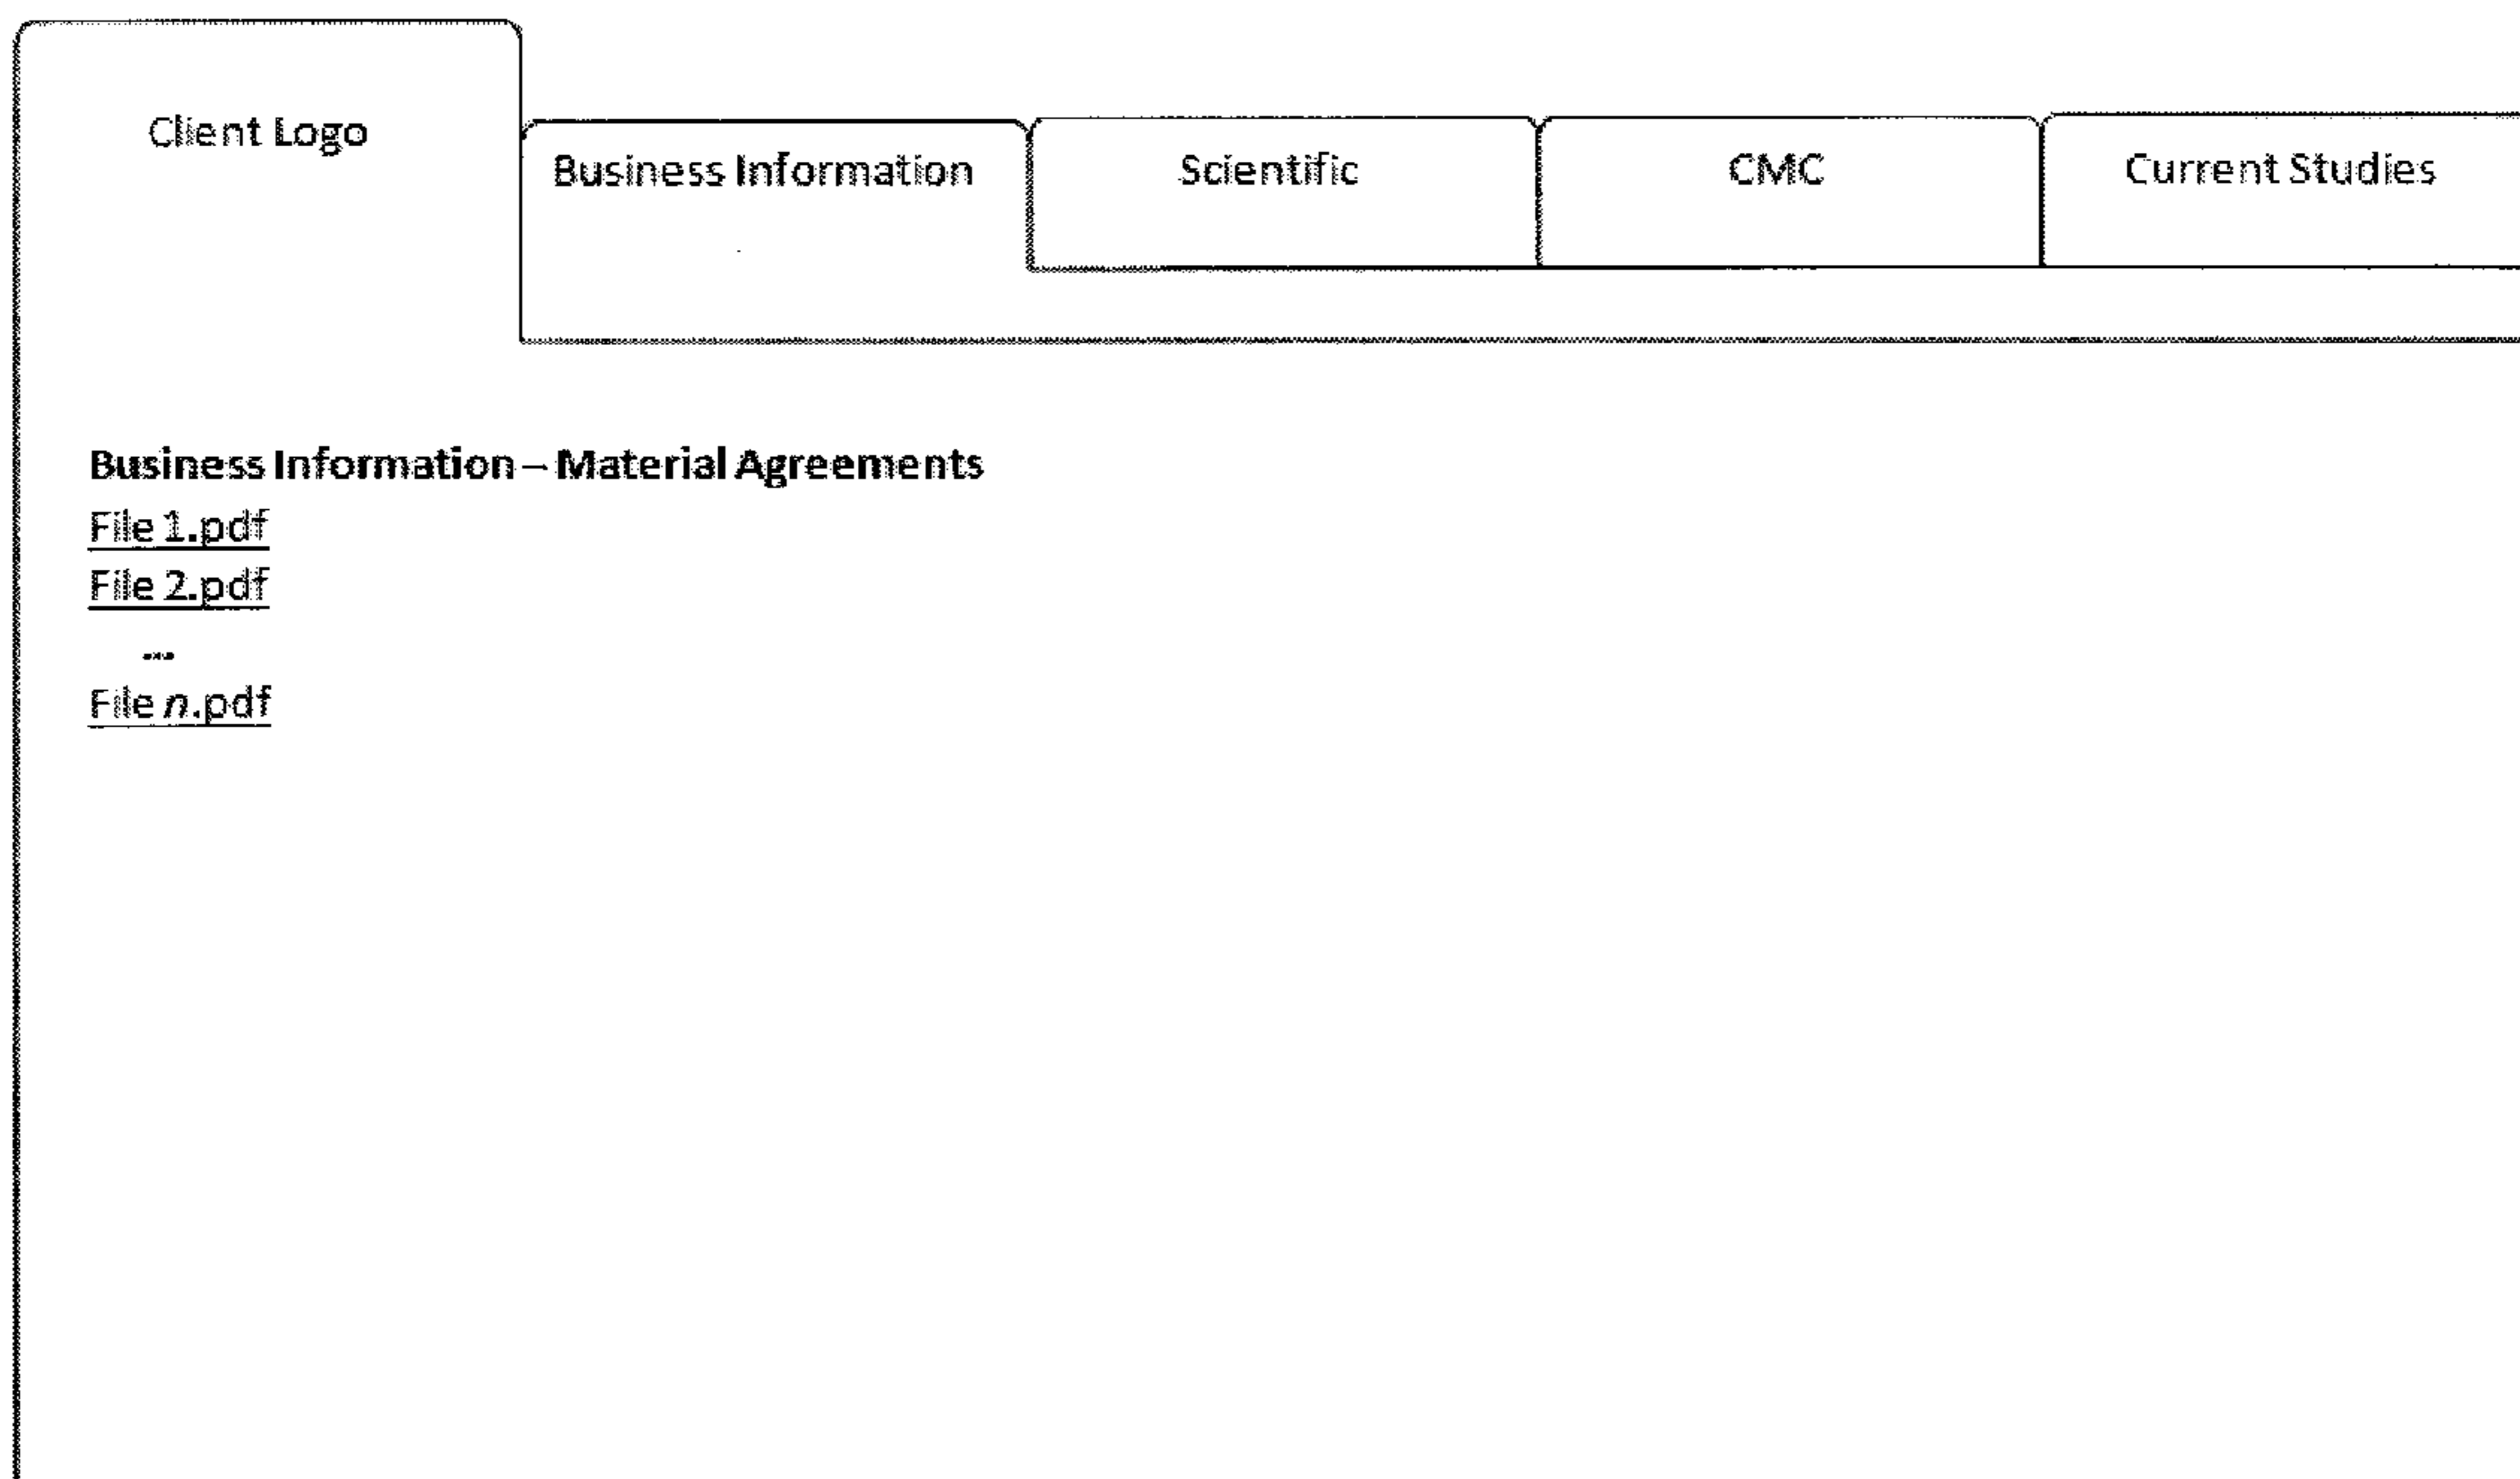 Client Logo
Business Information
Scientific
CMC
Current Studies
Business Information – Material Agreements
File 1.pdf
File 2.pdf
...
File n.pdf